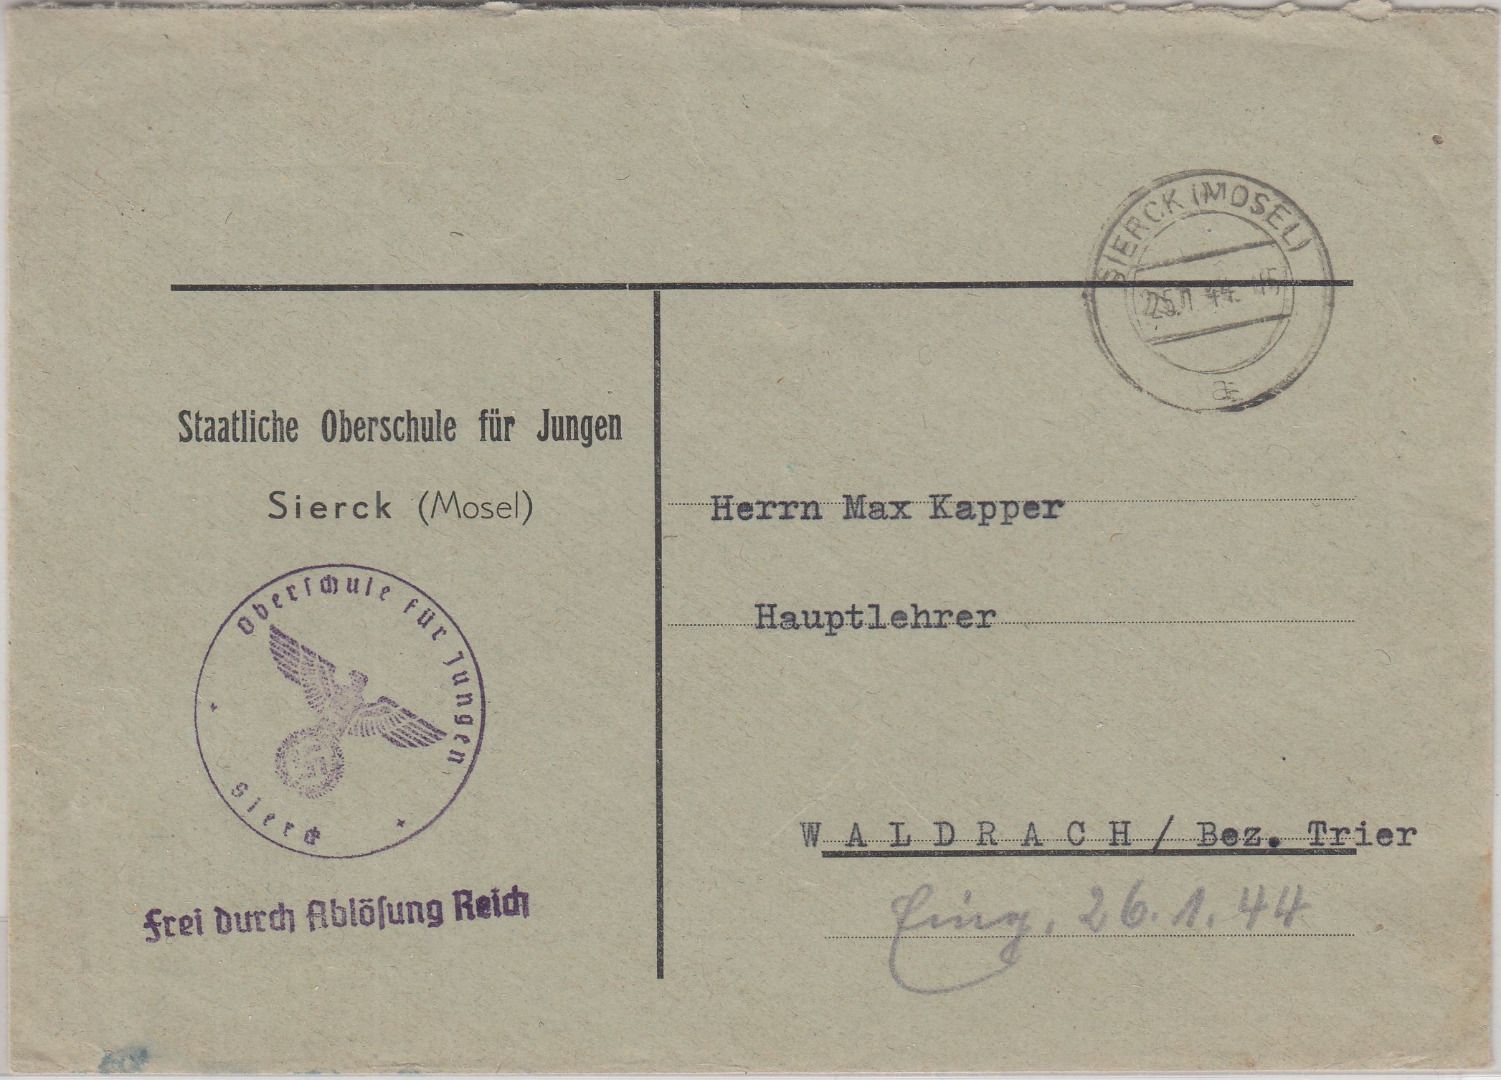 SIERCK (MOSEL)
25.1.44.
a
Staatliche Oberschule für Jungen
Sierck (Mosel)
Oberschule für Jungen
Sierck
Frei durch Ablösung Reich
Herrn Max Kapper
Hauptlehrer
WALDRACH / Bez. Trier
Eing. 26.1.44